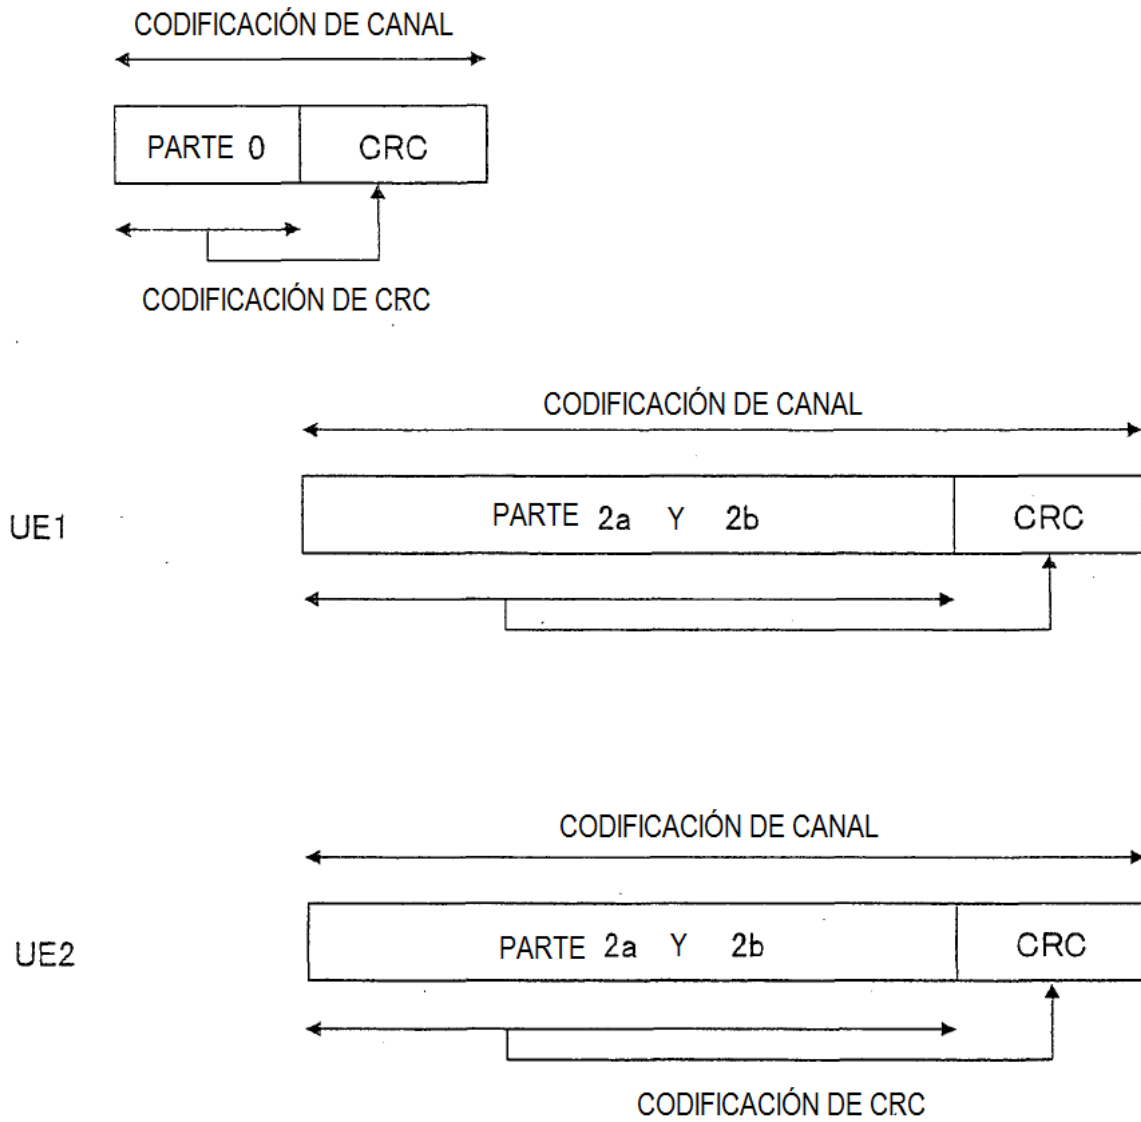 CODIFICACIÓN DE CANAL
PARTE 0 CRC
CODIFICACIÓN DE CRC
CODIFICACIÓN DE CANAL
UE1 PARTE 2a Y 2b CRC
CODIFICACIÓN DE CANAL
UE2 PARTE 2a Y 2b CRC
CODIFICACIÓN DE CRC